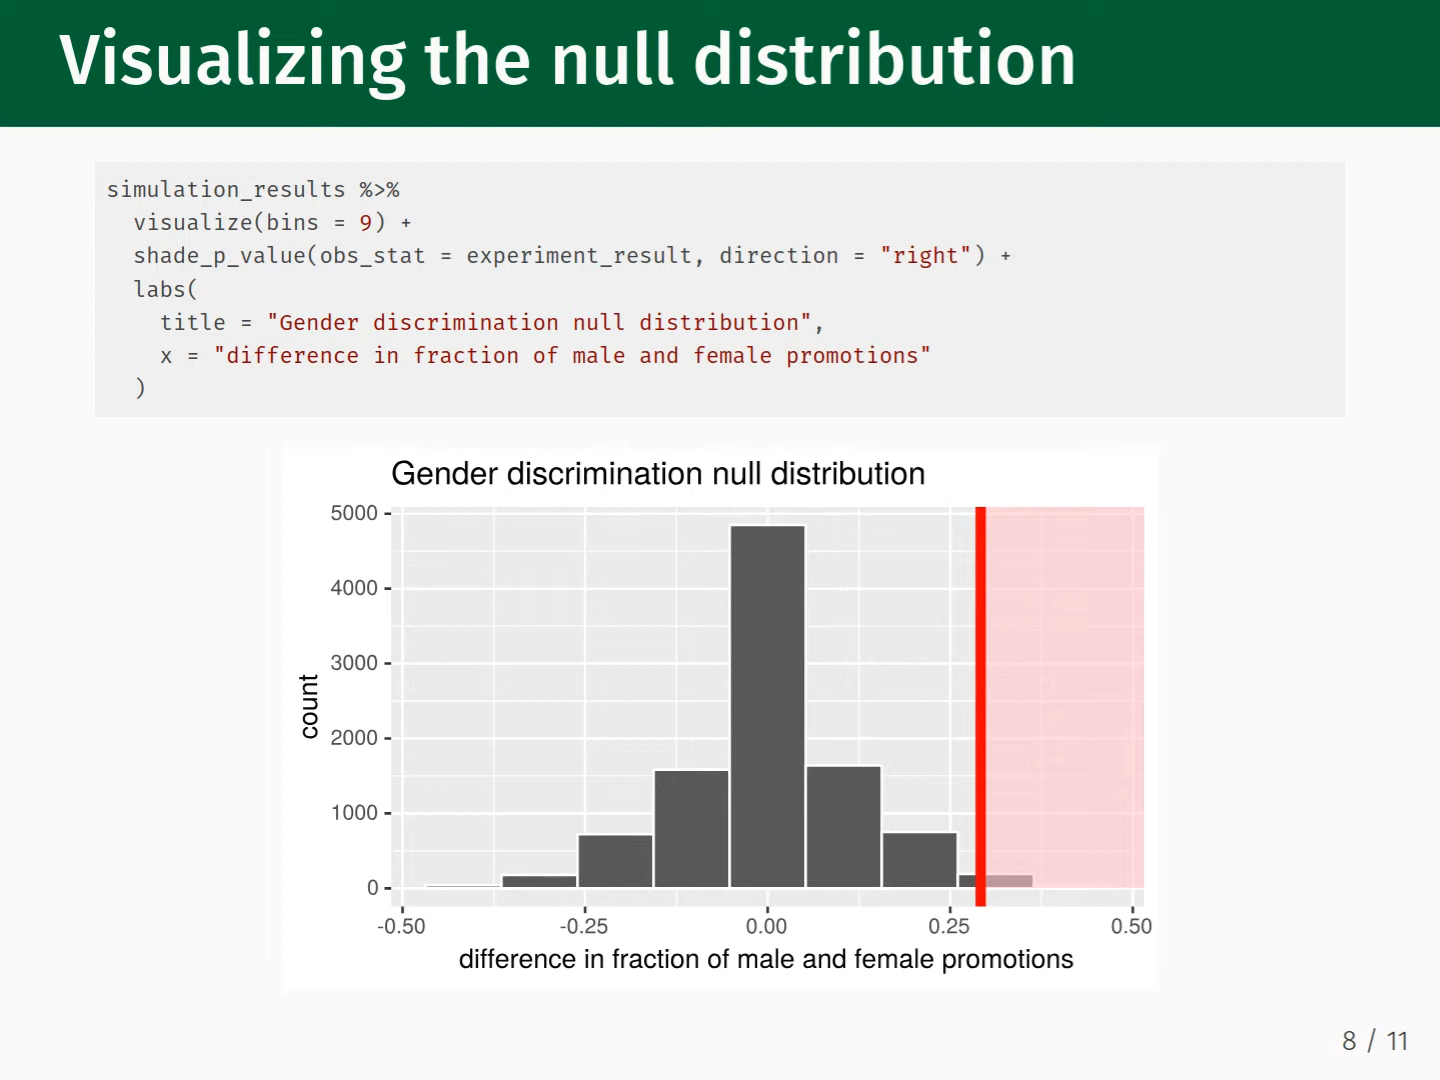 Visualizing the null distribution
simulation_results %>%
  visualize(bins = 9) +
  shade_p_value(obs_stat = experiment_result, direction = "right") +
  labs(
    title = "Gender discrimination null distribution",
    x = "difference in fraction of male and female promotions"
  )
Gender discrimination null distribution
5000
4000
3000
2000
1000
0
count
-0.50 -0.25 0.00 0.25 0.50
difference in fraction of male and female promotions
8 / 11